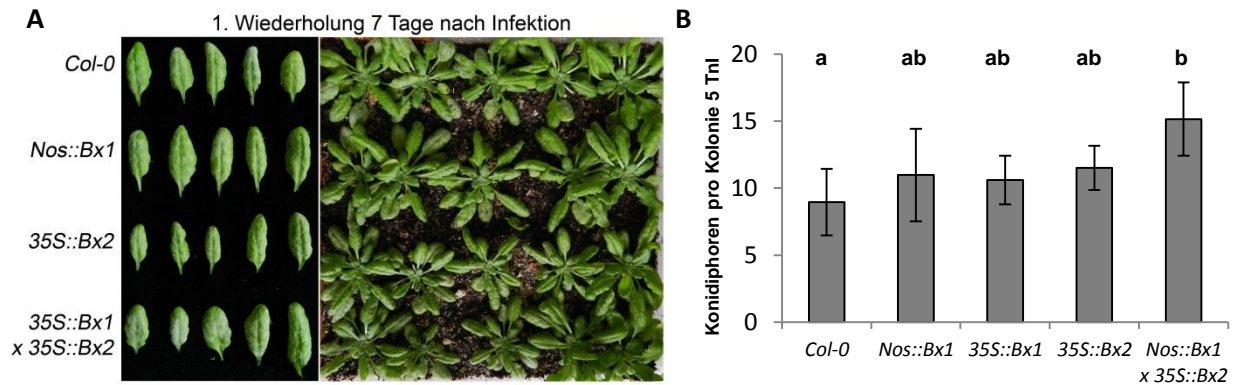 A
1. Wiederholung 7 Tage nach Infektion
Col-0
Nos::Bx1
35S::Bx2
35S::Bx1
x 35S::Bx2
B
Konidiphoren pro Kolonie 5 TnI
20
15
10
5
0
a
ab
ab
ab
b
Col-0
Nos::Bx1
35S::Bx1
35S::Bx2
Nos::Bx1
x 35S::Bx2